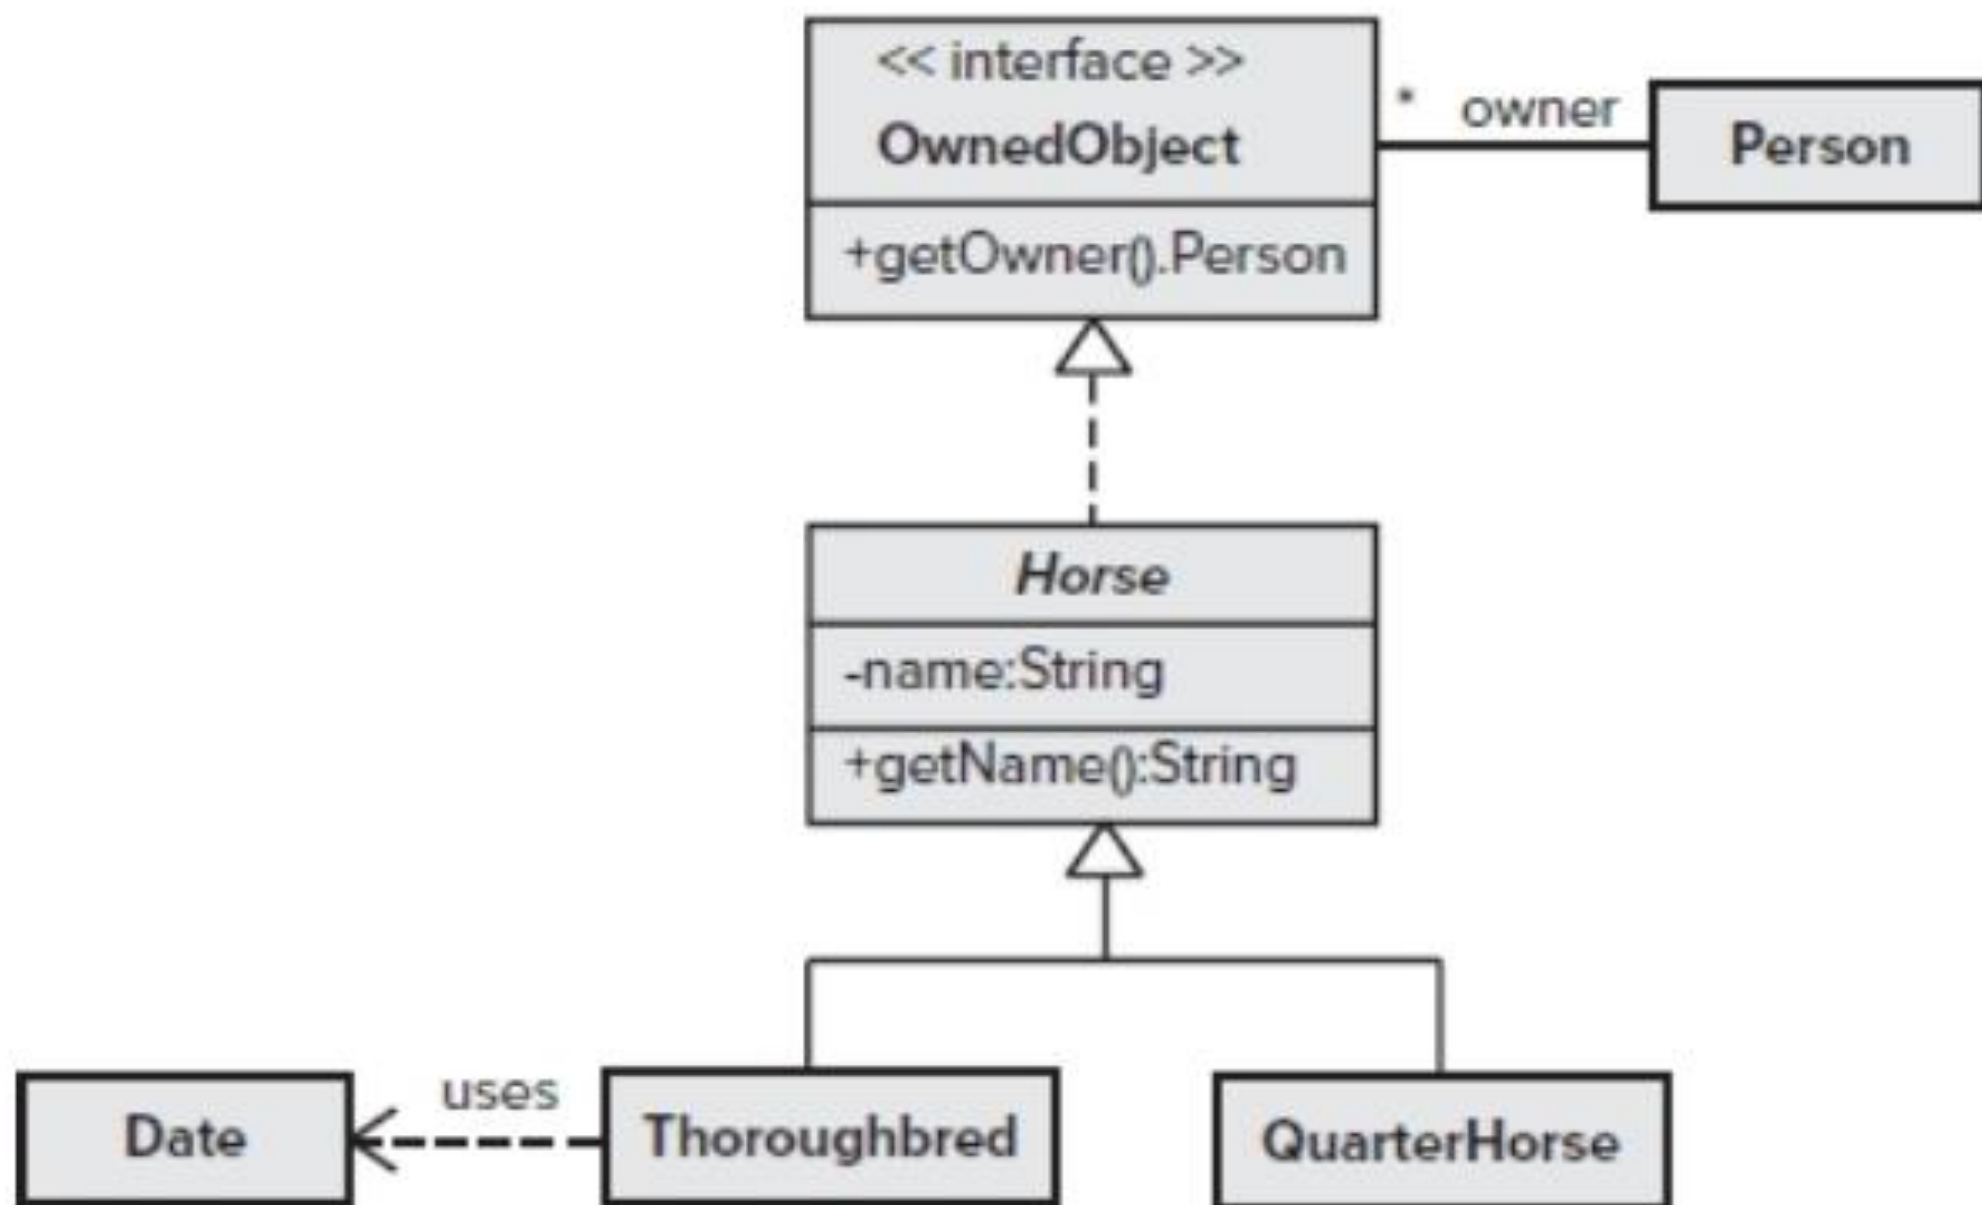 << interface >>
OwnedObject
* owner
Person
+getOwner().Person
Horse
-name:String
+getName():String
Date
uses
Thoroughbred
QuarterHorse